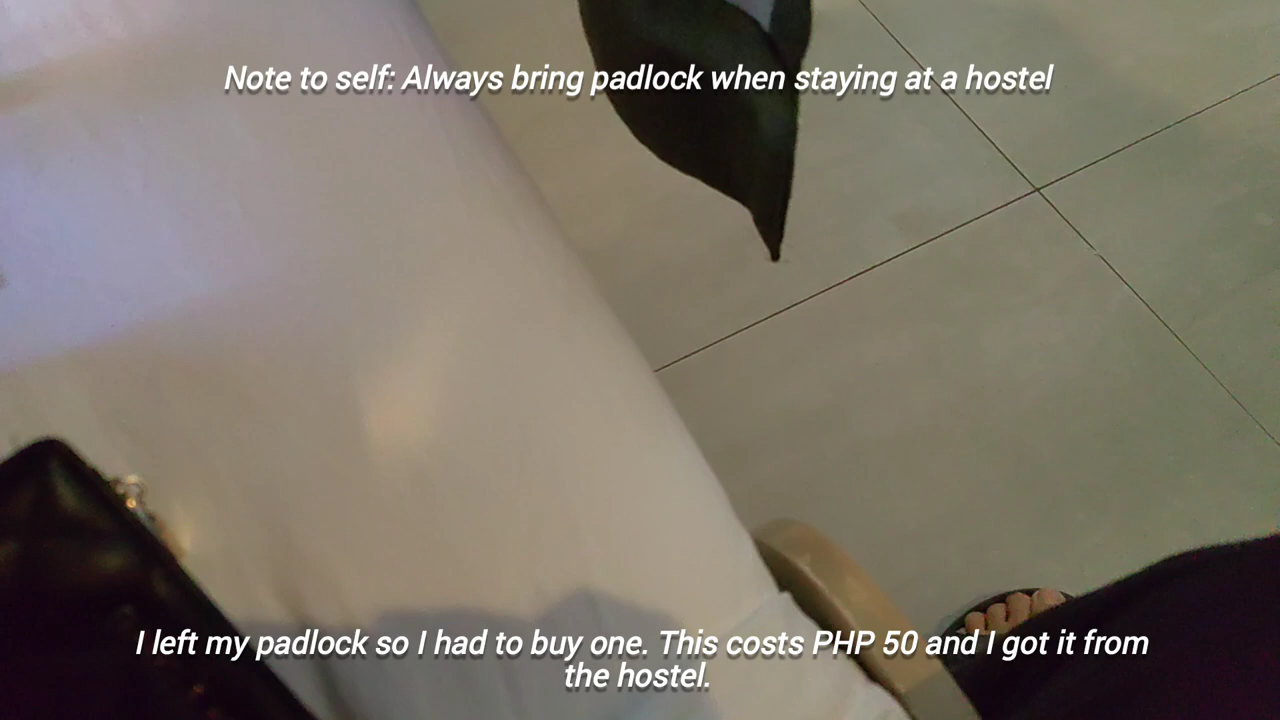 Note to self: Always bring padlock when staying at a hostel
I left my padlock so I had to buy one. This costs PHP 50 and I got it from
the hostel.